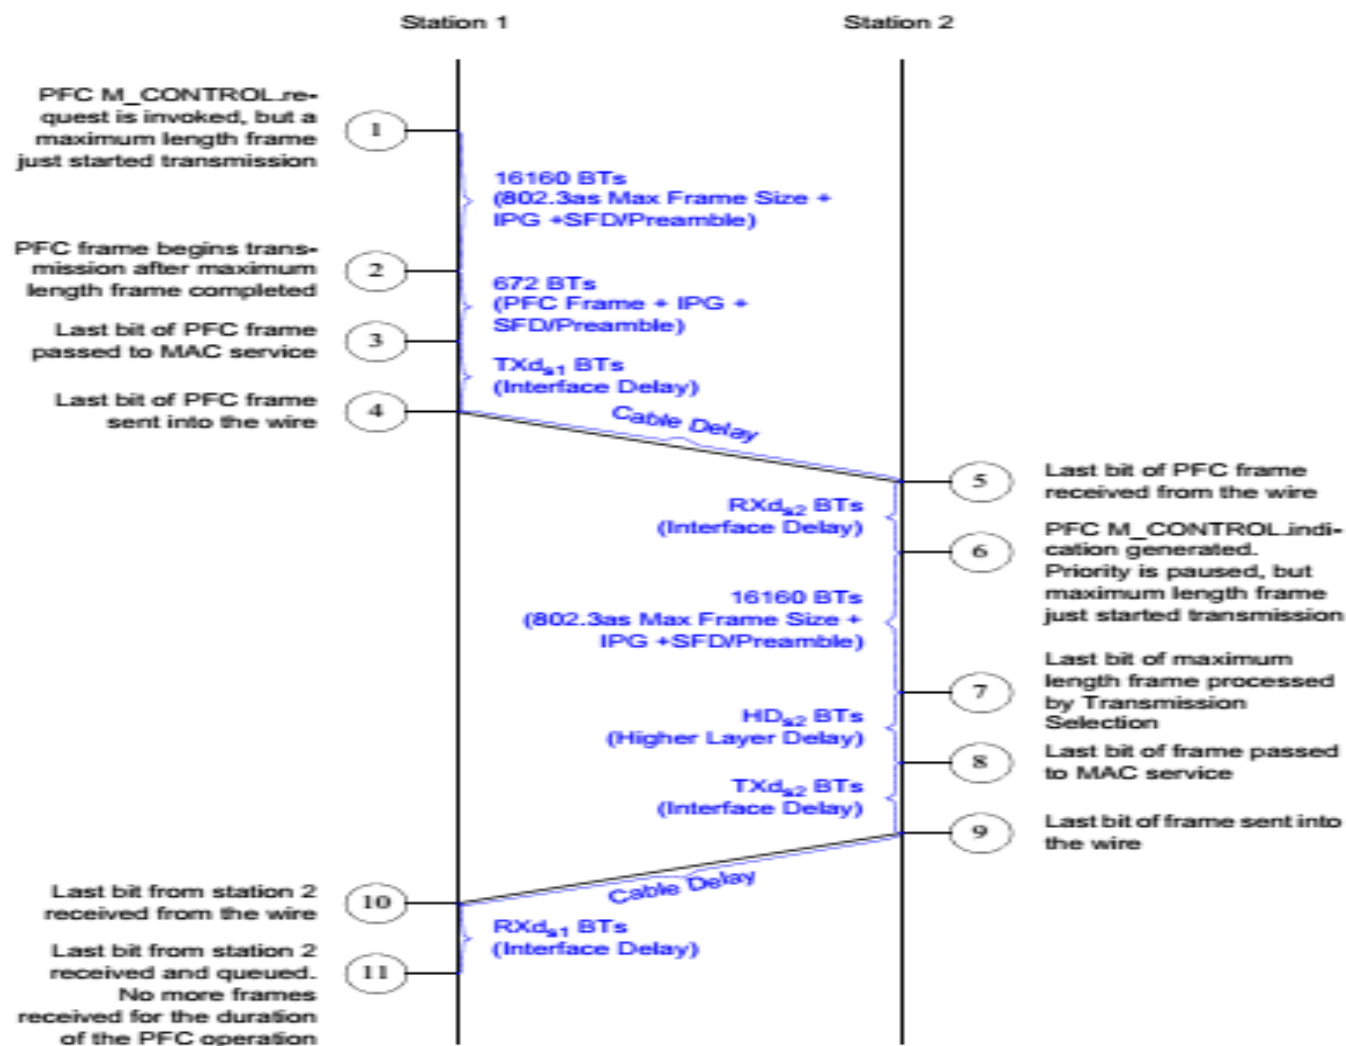 Station 1
Station 2
PFC M_CONTROL.re-
quest is invoked, but a
maximum length frame
just started transmission
1
16160 BTs
(802.3as Max Frame Size +
IPG +SFD/Preamble)
PFC frame begins trans-
mission after maximum
length frame completed
2
672 BTs
(PFC Frame + IPG +
SFD/Preamble)
Last bit of PFC frame
passed to MAC service
3
TXds1 BTs
(Interface Delay)
Last bit of PFC frame
sent into the wire
4
Cable Delay
5
Last bit of PFC frame
received from the wire
RXds2 BTs
(Interface Delay)
6
PFC M_CONTROL.indi-
cation generated.
Priority is paused, but
maximum length frame
just started transmission
16160 BTs
(802.3as Max Frame Size +
IPG +SFD/Preamble)
7
Last bit of maximum
length frame processed
by Transmission
Selection
HDs2 BTs
(Higher Layer Delay)
8
Last bit of frame passed
to MAC service
TXds2 BTs
(Interface Delay)
9
Last bit of frame sent into
the wire
Cable Delay
Last bit from station 2
received from the wire
10
RXds1 BTs
(Interface Delay)
Last bit from station 2
received and queued.
No more frames
received for the duration
of the PFC operation
11